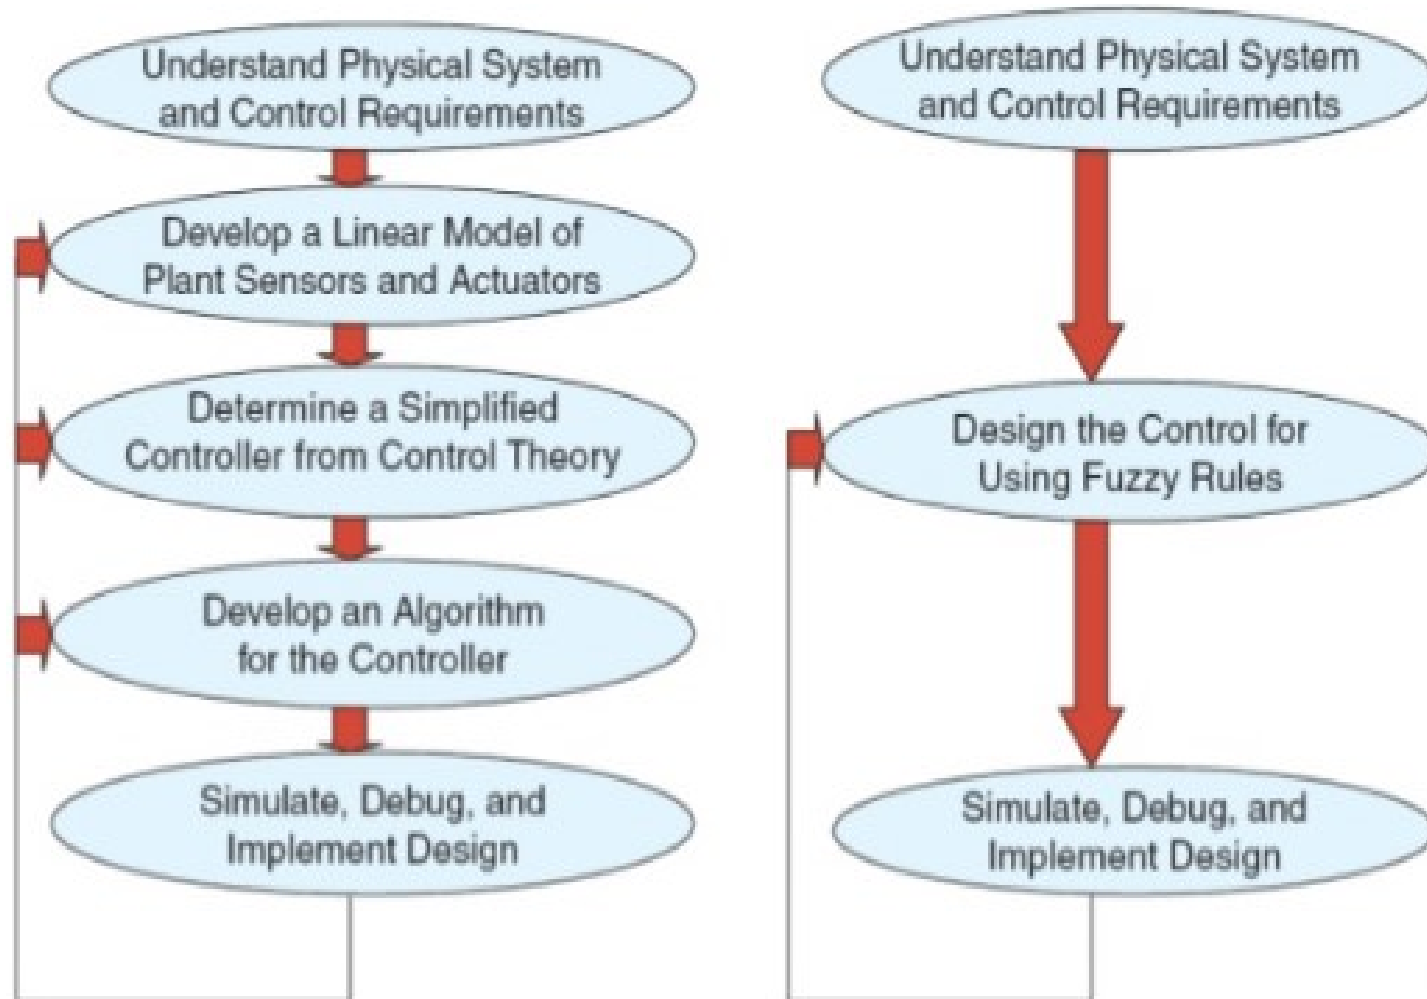 Understand Physical System
and Control Requirements
Develop a Linear Model of
Plant Sensors and Actuators
Determine a Simplified
Controller from Control Theory
Develop an Algorithm
for the Controller
Simulate, Debug, and
Implement Design
Understand Physical System
and Control Requirements
Design the Control for
Using Fuzzy Rules
Simulate, Debug, and
Implement Design